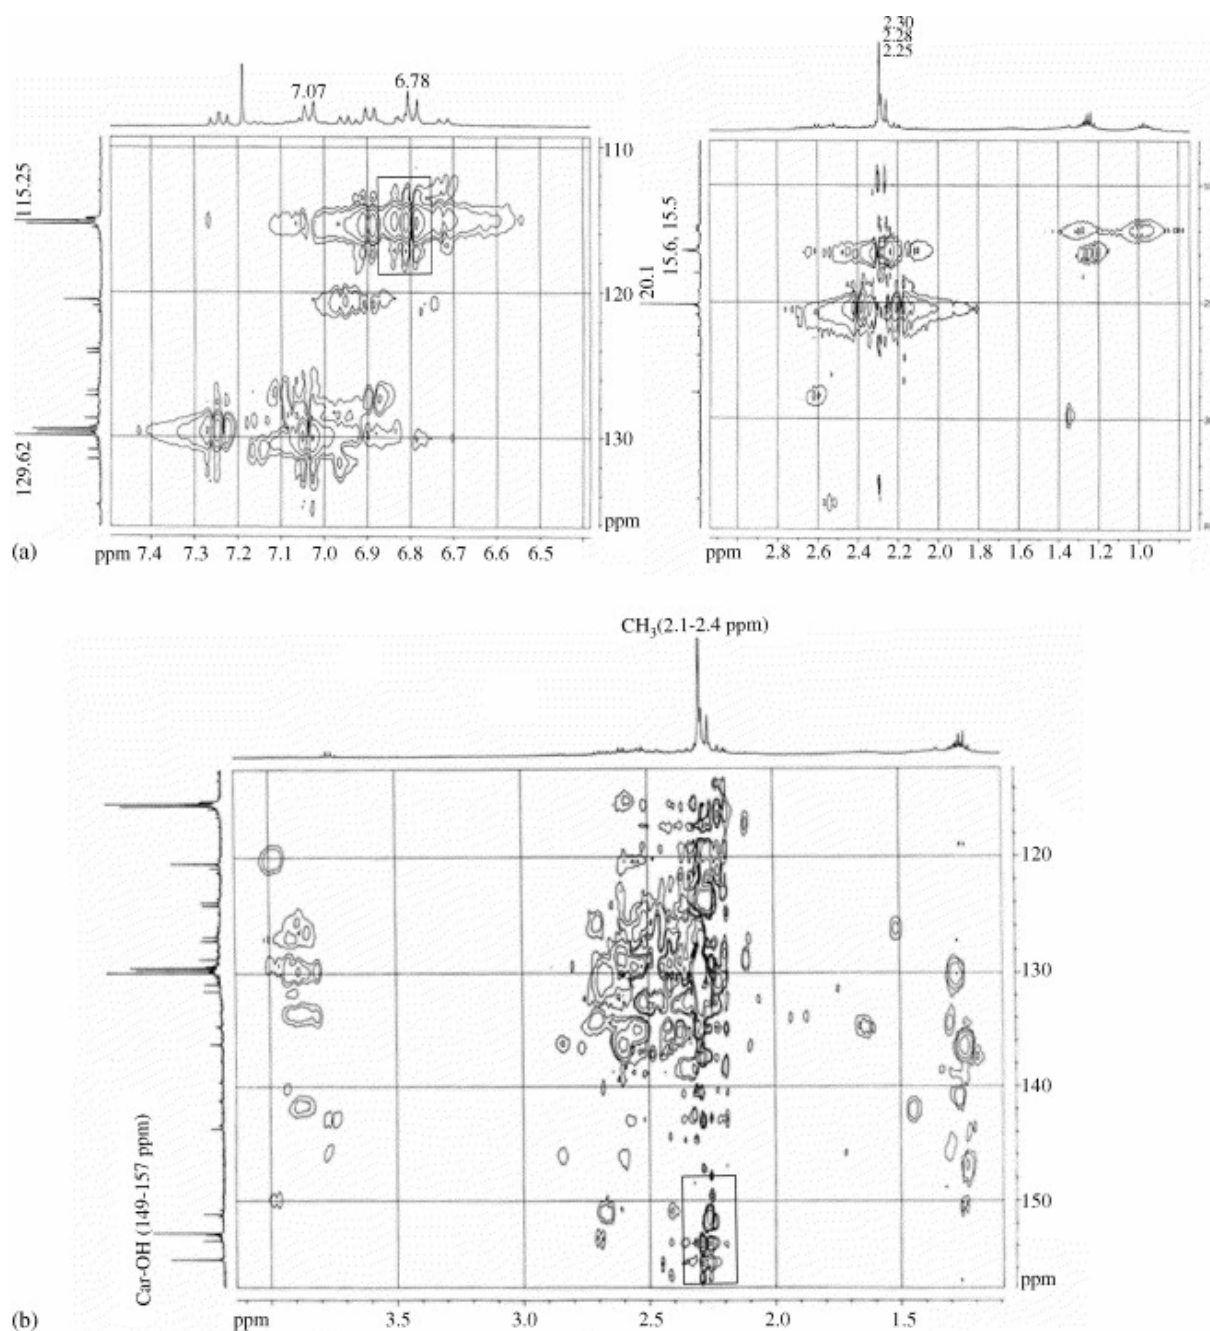 2.30
2.28
2.25
7.07
6.78
115.25
129.62
110
120
130
ppm
ppm 7.4 7.3 7.2 7.1 7.0 6.9 6.8 6.7 6.6 6.5
(a)
15.6, 15.5
20.1
ppm 2.8 2.6 2.4 2.2 2.0 1.8 1.6 1.4 1.2 1.0
CH3(2.1-2.4 ppm)
Car-OH (149-157 ppm)
120
130
140
150
ppm
ppm 3.5 3.0 2.5 2.0 1.5
(b)